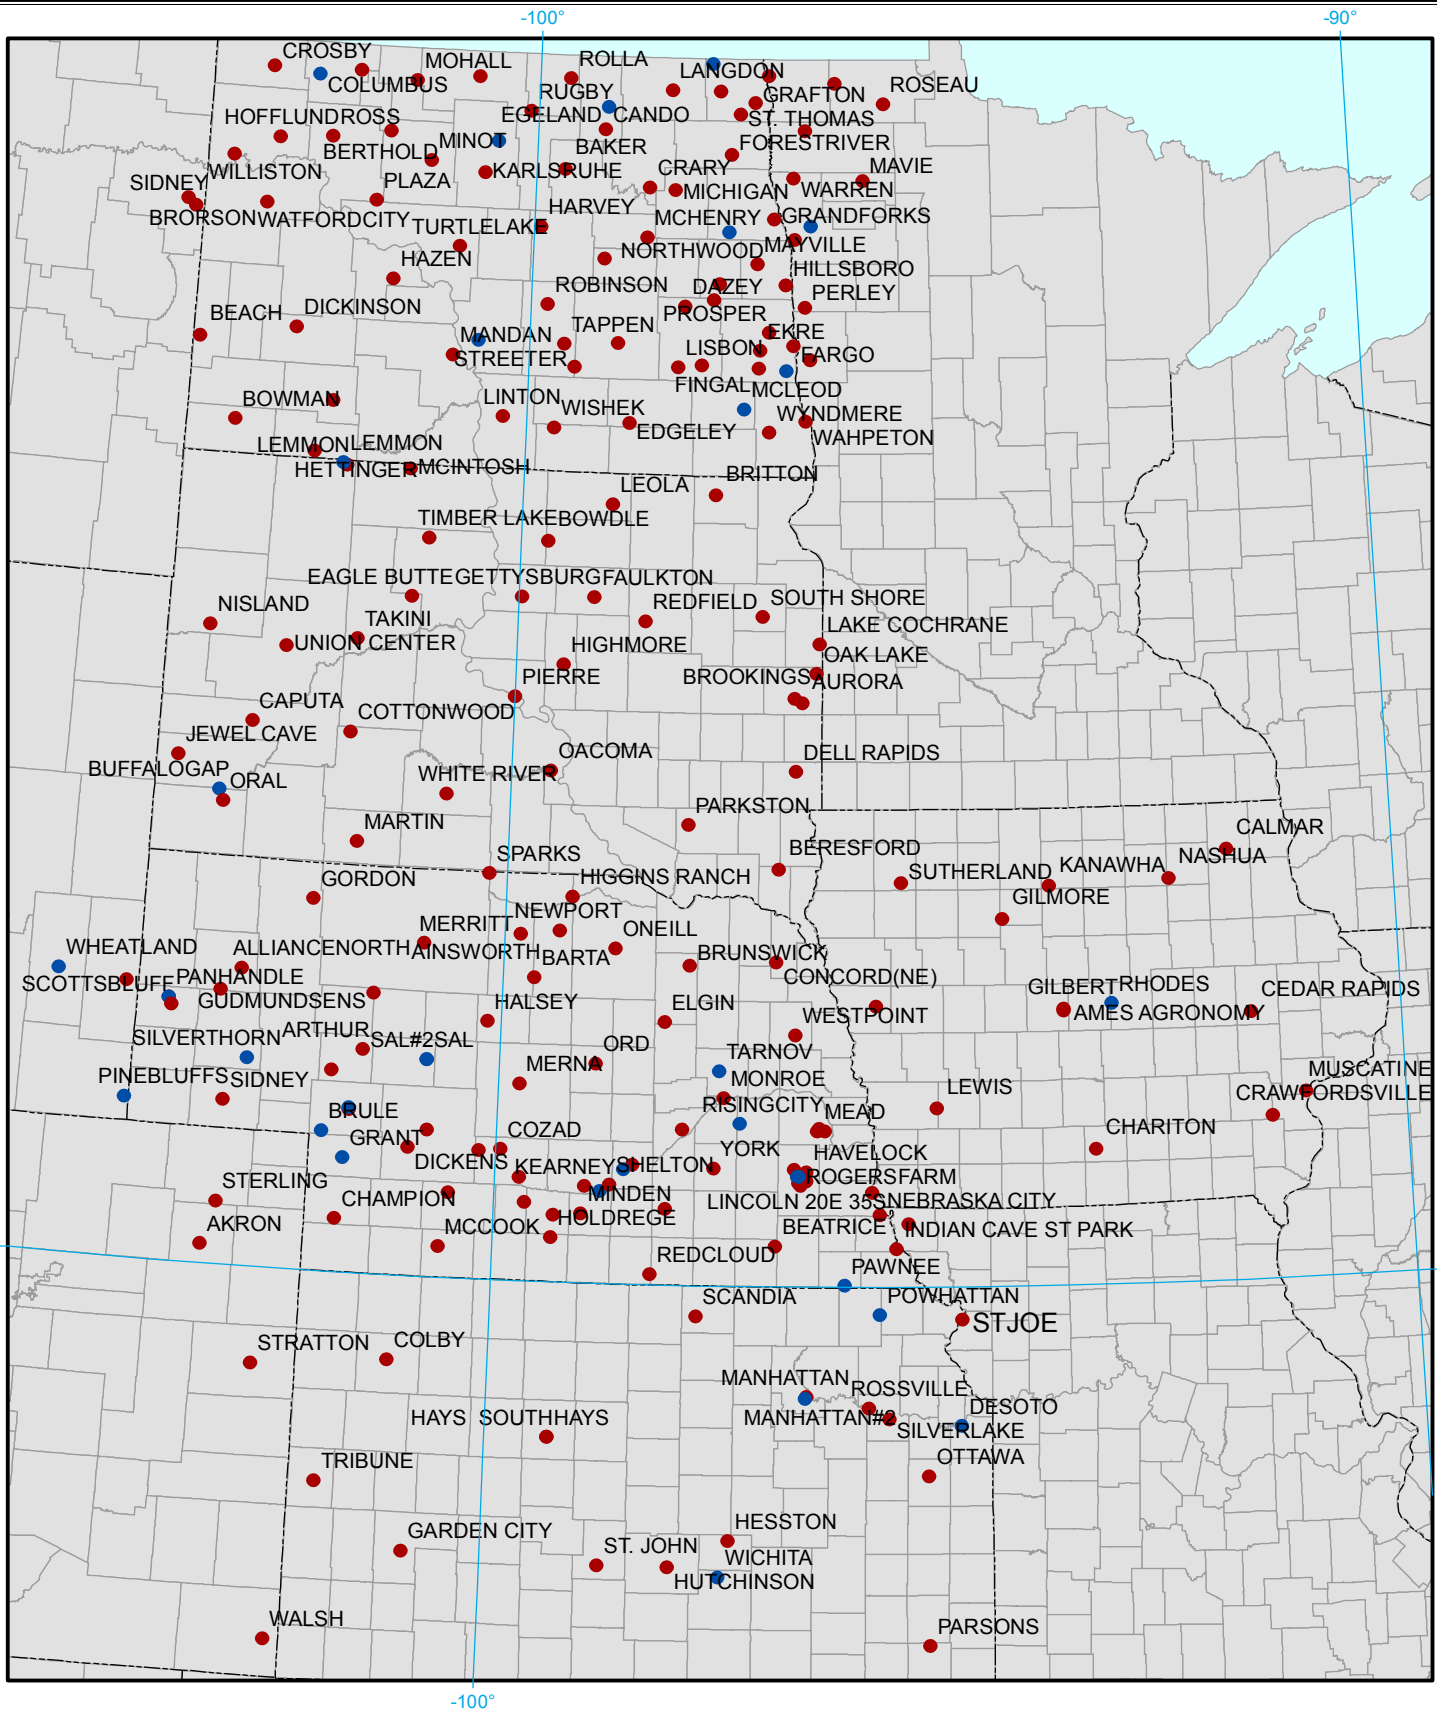 -100° -90°
CROSBY
MOHALL
ROLLA
LANGDON
COLUMBUS
RUGBY
GRAFTON
ROSEAU
HOFFLUND ROSS
EGELAND CANDO
ST. THOMAS
MINOT
BERTHOLD
BAKER
FORESTRIVER
WILLISTON
KARLSRUHE
CRARY
MAVIE
SIDNEY
PLAZA
MICHIGAN
WARREN
BRORSON WATFORDCITY
HARVEY
MCHENRY
GRANDFORKS
TURTLELAKE
NORTHWOOD
MAYVILLE
HAZEN
HILLSBORO
ROBINSON
DAZEY
PERLEY
BEACH
DICKINSON
PROSPER
MANDAN
TAPPEN
EKRE
STREETER
LISBON
FARGO
FINGAL
MCLEOD
BOWMAN
LINTON
WISHEK
WYNDMERE
EDGELEY
WAHPETON
LEMMON LEMMON
HETTINGER
MCINTOSH
BRITTON
LEOLA
TIMBER LAKE BOWDLE
EAGLE BUTTE GETTYSBURG FAULKTON
NISLAND
TAKINI
REDFIELD
SOUTH SHORE
UNION CENTER
HIGHMORE
LAKE COCHRANE
OAK LAKE
PIERRE
BROOKINGS
AURORA
CAPUTA
COTTONWOOD
JEWEL CAVE
OACOMA
DELL RAPIDS
BUFFALOGAP
ORAL
WHITE RIVER
PARKSTON
MARTIN
CALMAR
SPARKS
BERESFORD
NASHUA
GORDON
HIGGINS RANCH
SUTHERLAND
KANAWHA
GILMORE
MERRITT
NEWPORT
ONEILL
WHEATLAND
ALLIANCENORTH
AINSWORTH
BARTA
BRUNSWICK
SCOTTSBLUFF
PANHANDLE
CONCORD(NE)
GUDMUNDSENS
HALSEY
ELGIN
GILBERT
RHODES
CEDAR RAPIDS
WESTPOINT
AMES AGRONOMY
SILVERTHORN
ARTHUR
SAL#2SAL
ORD
TARNOV
MERNA
MONROE
PINEBLUFFS
SIDNEY
LEWIS
MUSCATINE
CRAWFORDSVILLE
BRULE
RISINGCITY
MEAD
GRANT
COZAD
YORK
HAVELOCK
CHARITON
DICKENS
KEARNEY
SHELTON
ROGERSFARM
STERLING
CHAMPION
MINDEN
LINCOLN 20E 35S
NEBRASKA CITY
AKRON
MCCOOK
HOLDREGE
BEATRICE
INDIAN CAVE ST PARK
REDCLOUD
PAWNEE
SCANDIA
POWHATTAN
STJOE
STRATTON
COLBY
MANHATTAN
ROSSVILLE
HAYS SOUTHHAYS
MANHATTAN#2
DESOTO
SILVERLAKE
TRIBUNE
OTTAWA
GARDEN CITY
HESSTON
ST. JOHN
WICHITA
HUTCHINSON
WALSH
PARSONS
-100°